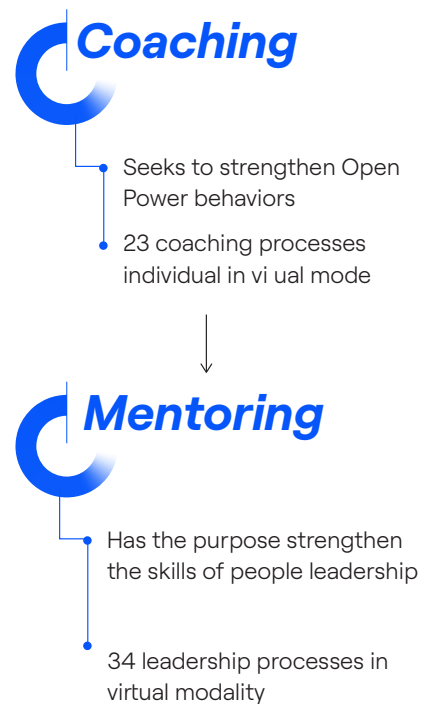 Coaching
Seeks to strengthen Open
Power behaviors
23 coaching processes
individual in vi ual mode
Mentoring
Has the purpose strengthen
the skills of people leadership
34 leadership processes in
virtual modality